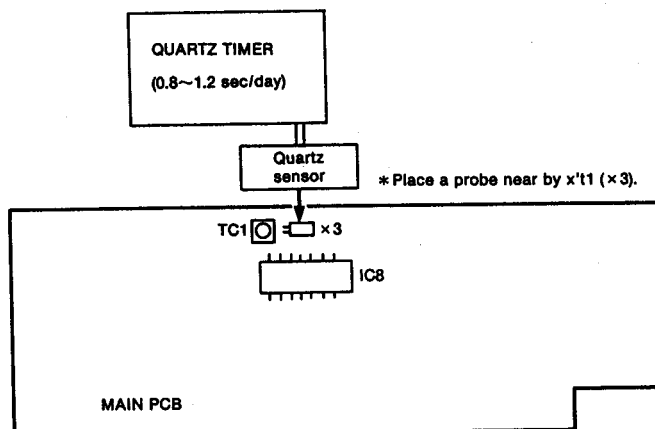 QUARTZ TIMER
(0.8～1.2 sec/day)
Quartz
sensor
* Place a probe near by x't1 (×3).
TC1
×3
IC8
MAIN PCB